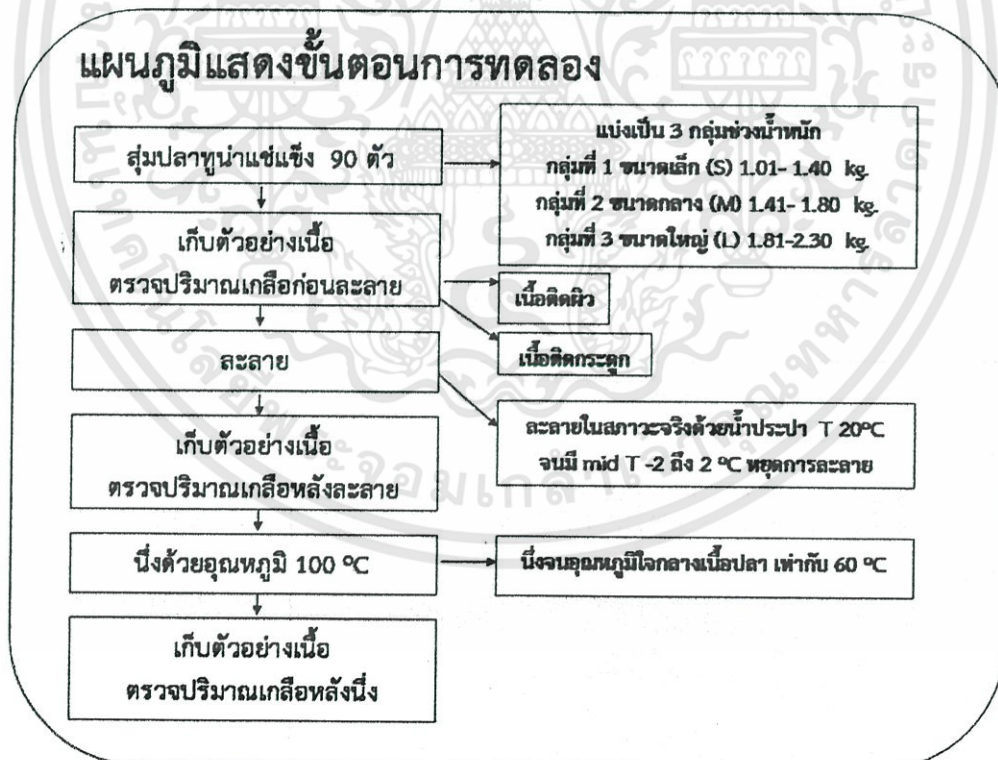 แผนภูมิแสดงขั้นตอนการทดลอง
สุ่มปลาทูน่าแช่แข็ง 90 ตัว
แบ่งเป็น 3 กลุ่มช่วงน้ำหนัก
กลุ่มที่ 1 ขนาดเล็ก (S) 1.01- 1.40 kg.
กลุ่มที่ 2 ขนาดกลาง (M) 1.41- 1.80 kg.
กลุ่มที่ 3 ขนาดใหญ่ (L) 1.81-2.30 kg.
เก็บตัวอย่างเนื้อ
ตรวจปริมาณเกลือก่อนละลาย
เนื้อติดผิว
เนื้อติดกระดูก
ละลาย
ละลายในสภาวะจริงด้วยน้ำประปา T 20°C
จนมี mid T -2 ถึง 2 °C หยุดการละลาย
เก็บตัวอย่างเนื้อ
ตรวจปริมาณเกลือหลังละลาย
นึ่งด้วยอุณหภูมิ 100 °C
นึ่งจนอุณหภูมิใจกลางเนื้อปลา เท่ากับ 60 °C
เก็บตัวอย่างเนื้อ
ตรวจปริมาณเกลือหลังนึ่ง